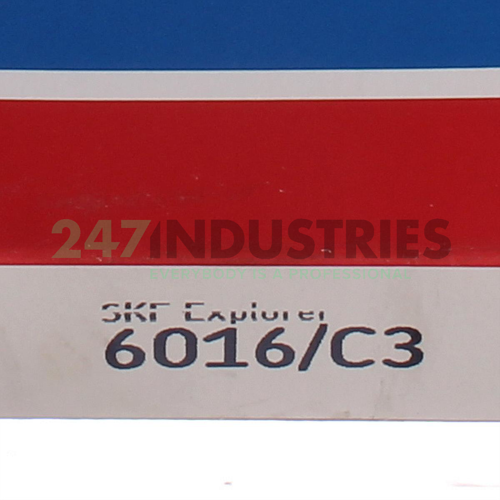 247INDUSTRIES
SKF Explorer
6016/C3